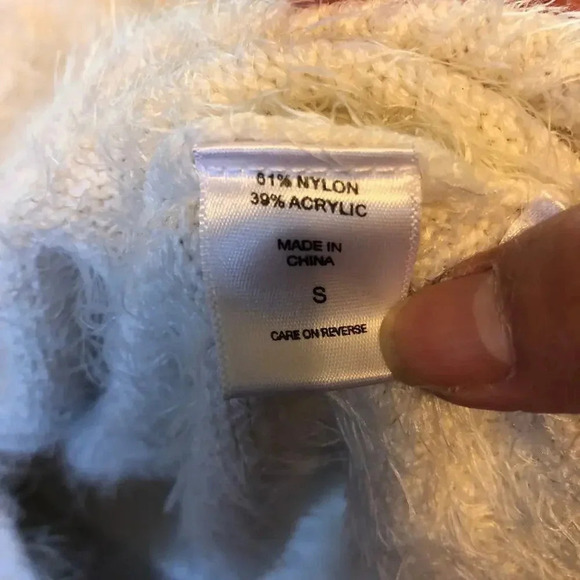 61% NYLON
39% ACRYLIC
MADE IN
CHINA
S
CARE ON REVERSE